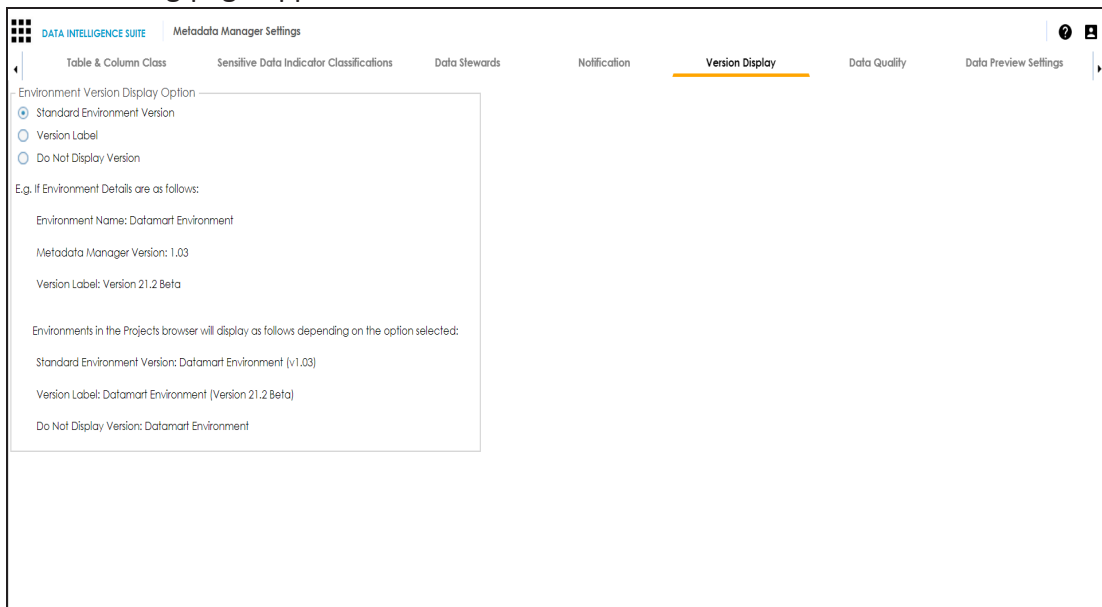 DATA INTELLIGENCE SUITE Metadata Manager Settings
Table & Column Class Sensitive Data Indicator Classifications Data Stewards Notification Version Display Data Quality Data Preview Settings
Environment Version Display Option
Standard Environment Version
Version Label
Do Not Display Version
E.g. If Environment Details are as follows:
Environment Name: Datamart Environment
Metadata Manager Version: 1.03
Version Label: Version 21.2 Beta
Environments in the Projects browser will display as follows depending on the option selected:
Standard Environment Version: Datamart Environment (v1.03)
Version Label: Datamart Environment (Version 21.2 Beta)
Do Not Display Version: Datamart Environment